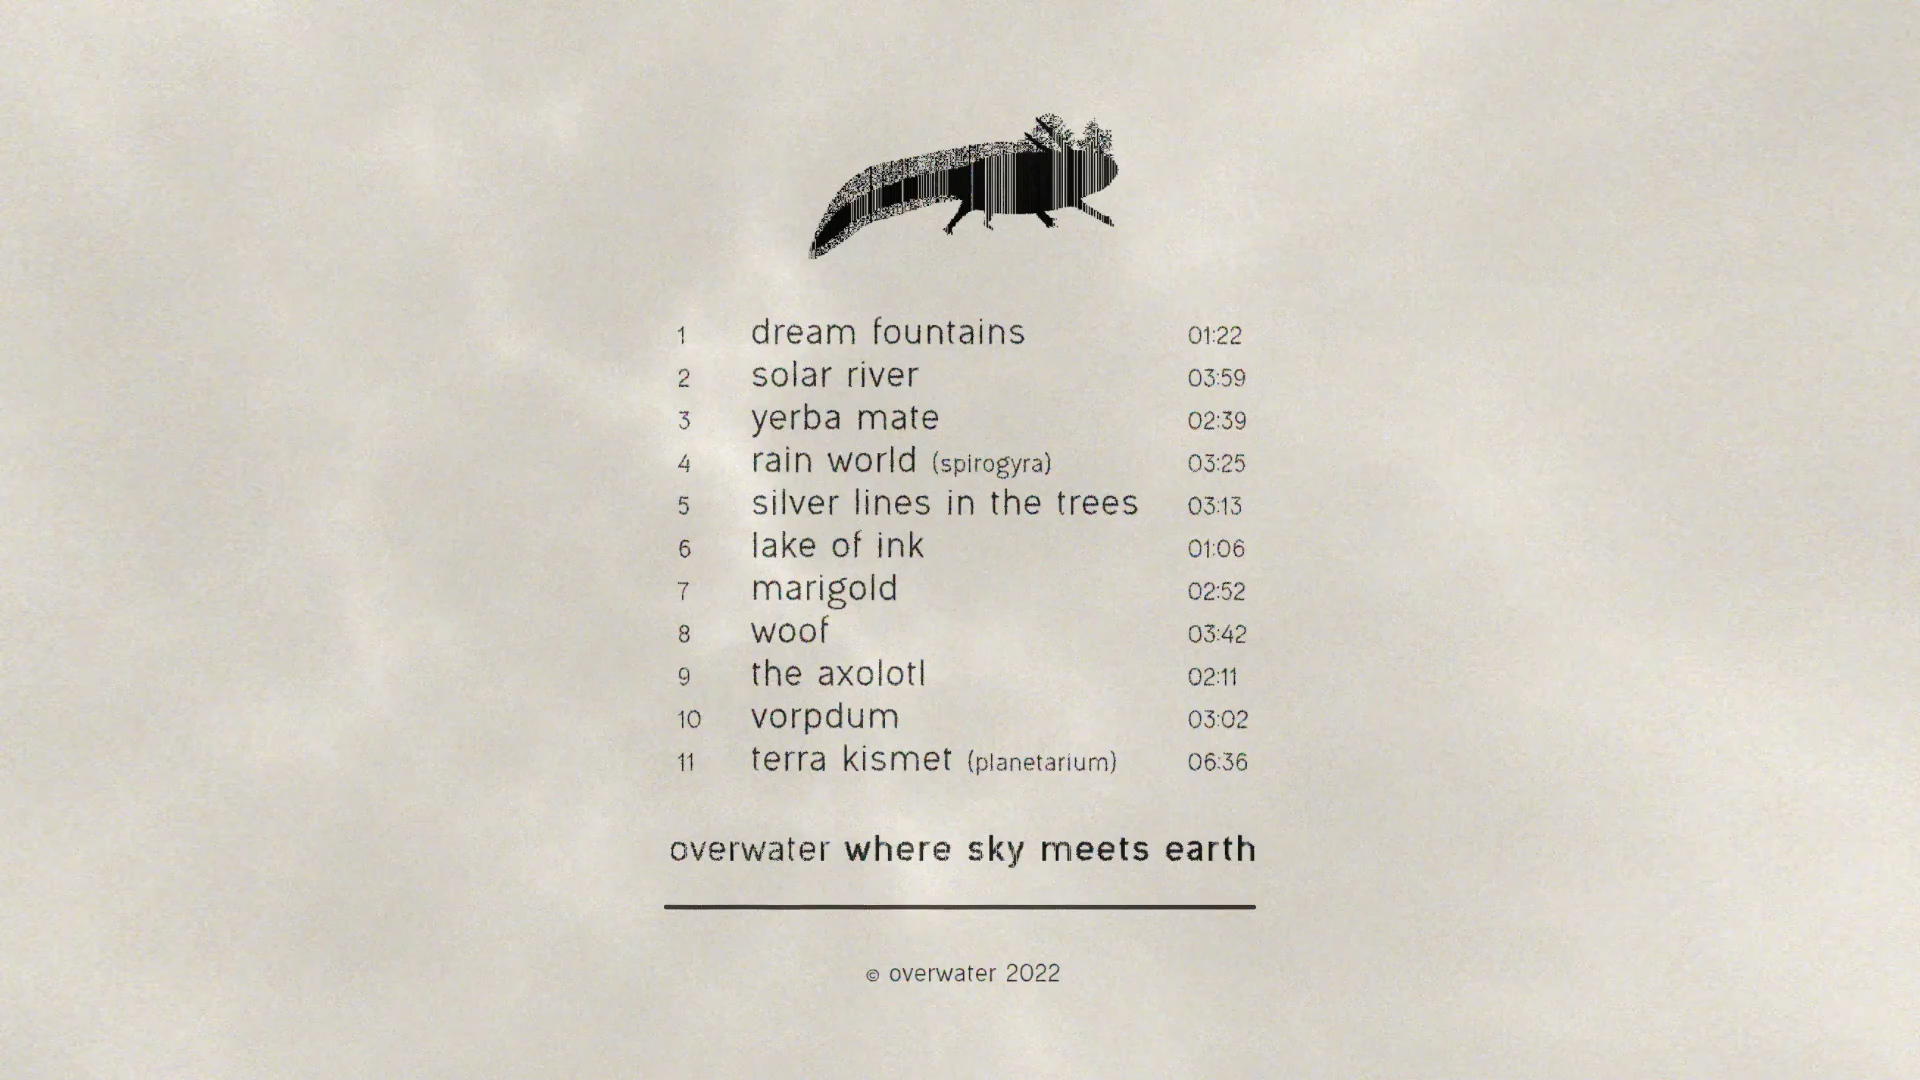 1 dream fountains 01:22
2 solar river 03:59
3 yerba mate 02:39
4 rain world (spirogyra) 03:25
5 silver lines in the trees 03:13
6 lake of ink 01:06
7 marigold 02:52
8 woof 03:42
9 the axolotl 02:11
10 vorpdum 03:02
11 terra kismet (planetarium) 06:36
overwater where sky meets earth
© overwater 2022